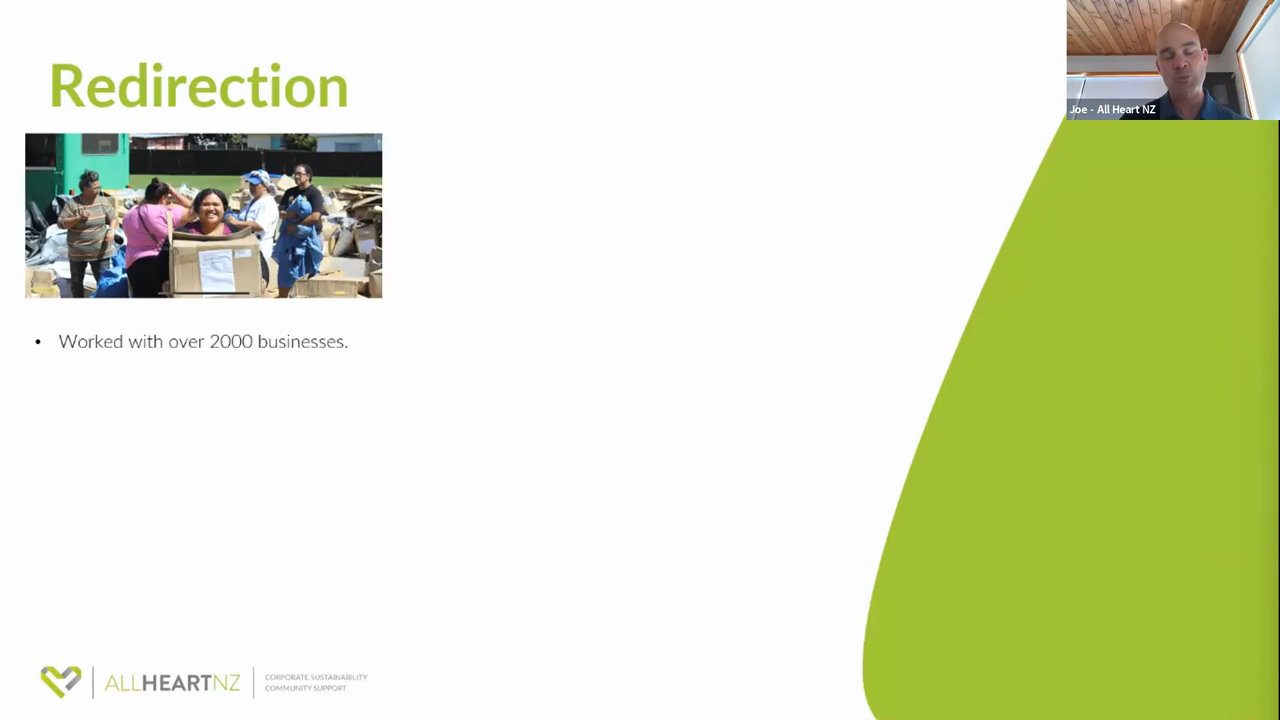 Redirection
Joe - All Heart NZ
• Worked with over 2000 businesses.
ALLHEARTNZ
CORPORATE SUSTAINABILITY
COMMUNITY SUPPORT